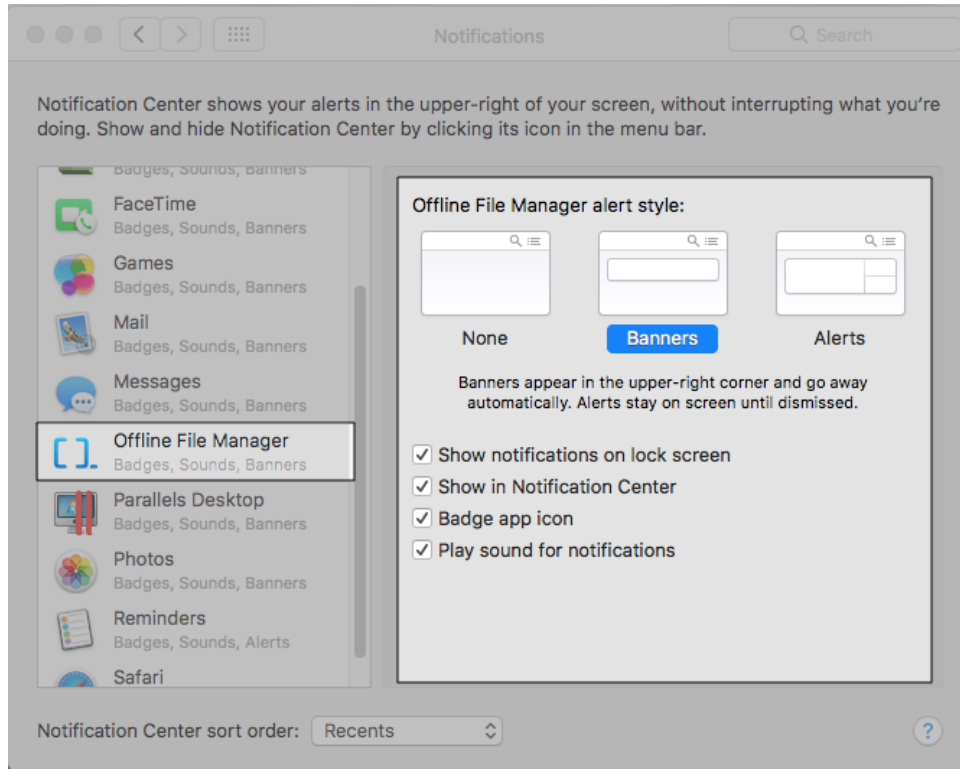 Notifications
Search
Notification Center shows your alerts in the upper-right of your screen, without interrupting what you're
doing. Show and hide Notification Center by clicking its icon in the menu bar.
Badges, Sounds, Banners
FaceTime
Badges, Sounds, Banners
Games
Badges, Sounds, Banners
Mail
Badges, Sounds, Banners
Messages
Badges, Sounds, Banners
Offline File Manager
Badges, Sounds, Banners
Parallels Desktop
Badges, Sounds, Banners
Photos
Badges, Sounds, Banners
Reminders
Badges, Sounds, Alerts
Safari
Offline File Manager alert style:
None
Banners
Alerts
Banners appear in the upper-right corner and go away
automatically. Alerts stay on screen until dismissed.
Show notifications on lock screen
Show in Notification Center
Badge app icon
Play sound for notifications
Notification Center sort order: Recents
?